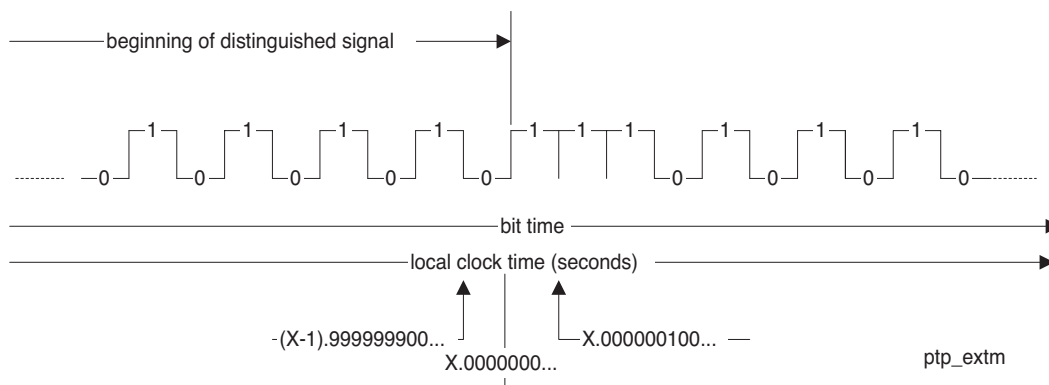 beginning of distinguished signal
1 1 1 1 1 1 1 1 1 1
0 0 0 0 0 0 0 0 0
bit time
local clock time (seconds)
(X-1).999999900... X.000000100...
X.0000000...
ptp_extm